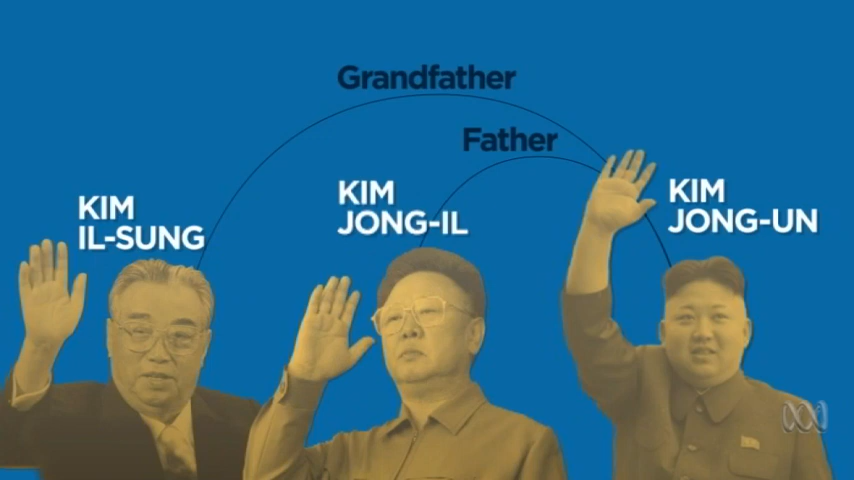 Grandfather
Father
KIM
IL-SUNG
KIM
JONG-IL
KIM
JONG-UN